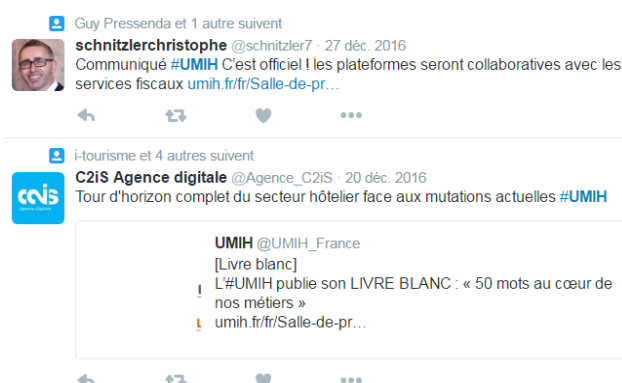 Guy Pressenda et 1 autre suivent
schnitzlerchristophe @schnitzler7 · 27 déc. 2016
Communiqué #UMIH C'est officiel ! les plateformes seront collaboratives avec les
services fiscaux umih.fr/fr/Salle-de-pr…
i-tourisme et 4 autres suivent
C2iS Agence digitale @Agence_C2iS · 20 déc. 2016
Tour d'horizon complet du secteur hôtelier face aux mutations actuelles #UMIH
UMIH @UMIH_France
[Livre blanc]
L'#UMIH publie son LIVRE BLANC : « 50 mots au cœur de
nos métiers »
umih.fr/fr/Salle-de-pr…